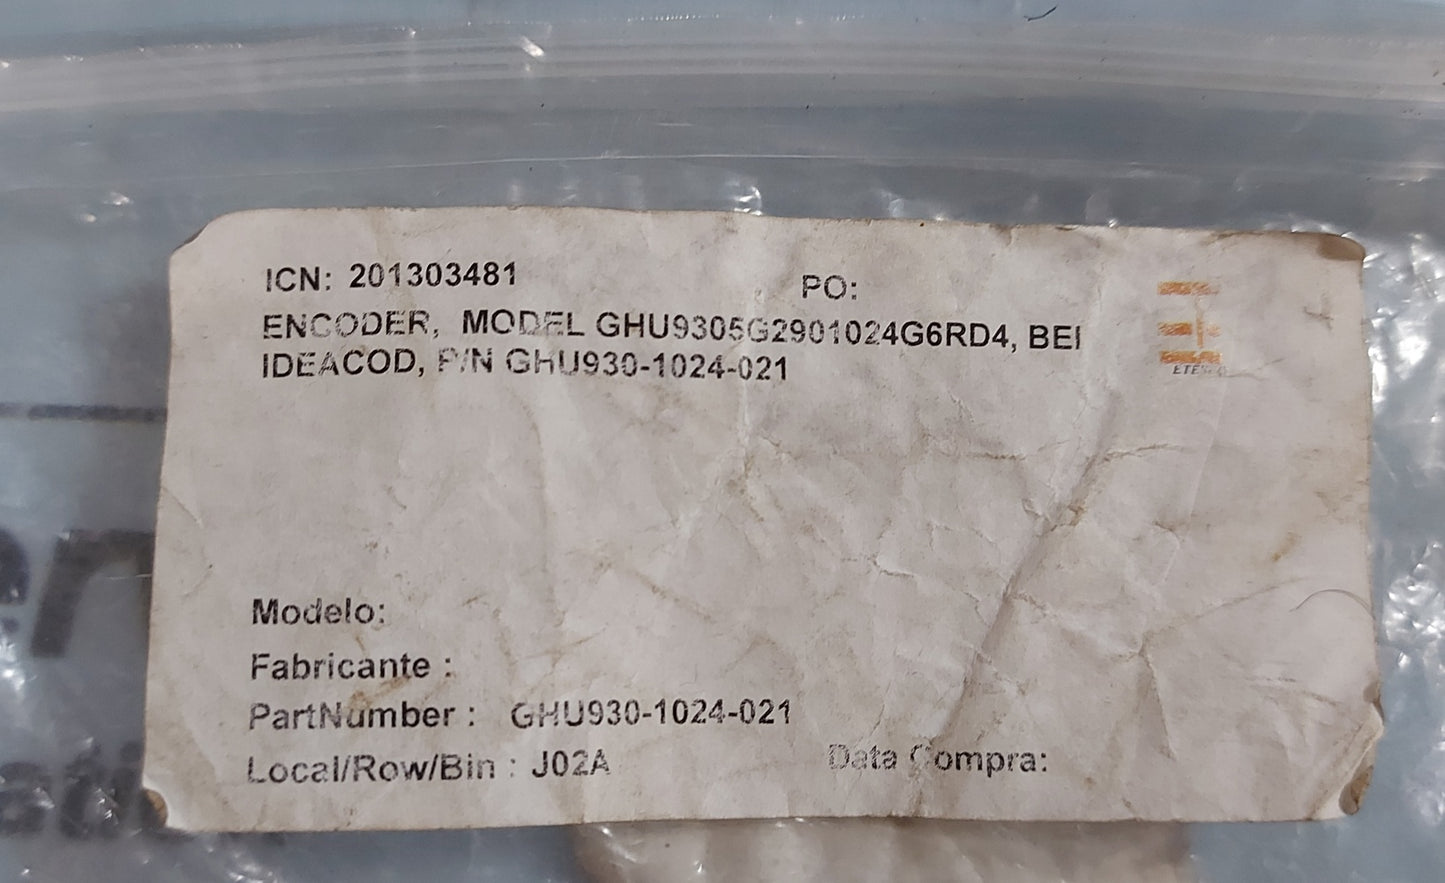 ICN: 201303481
PO:
ENCODER, MODEL GHU9305G2901024G6RD4, BEI
IDEACOD, P/N GHU930-1024-021
Modelo:
Fabricante :
PartNumber : GHU930-1024-021
Local/Row/Bin : J02A
Data Compra: